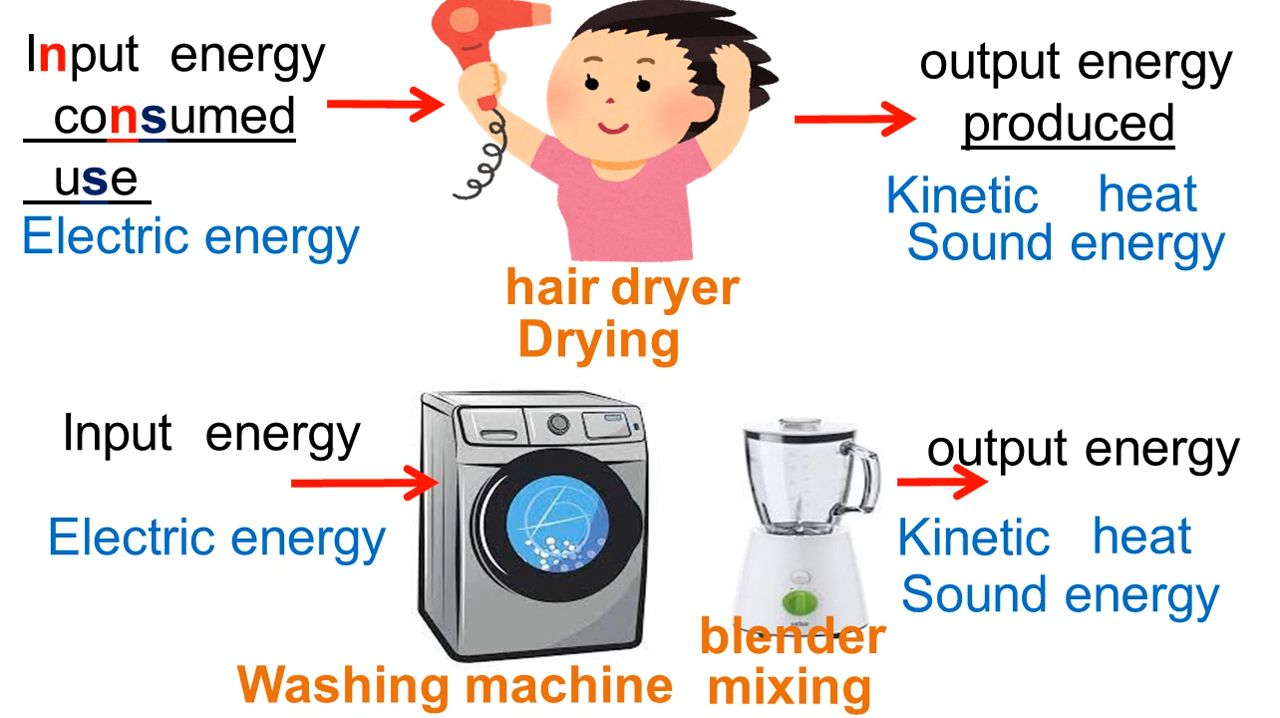 Input energy
consumed
use
Electric energy
hair dryer
Drying
output energy
produced
Kinetic heat
Sound energy
Input energy
Electric energy
Washing machine
blender
mixing
output energy
Kinetic heat
Sound energy